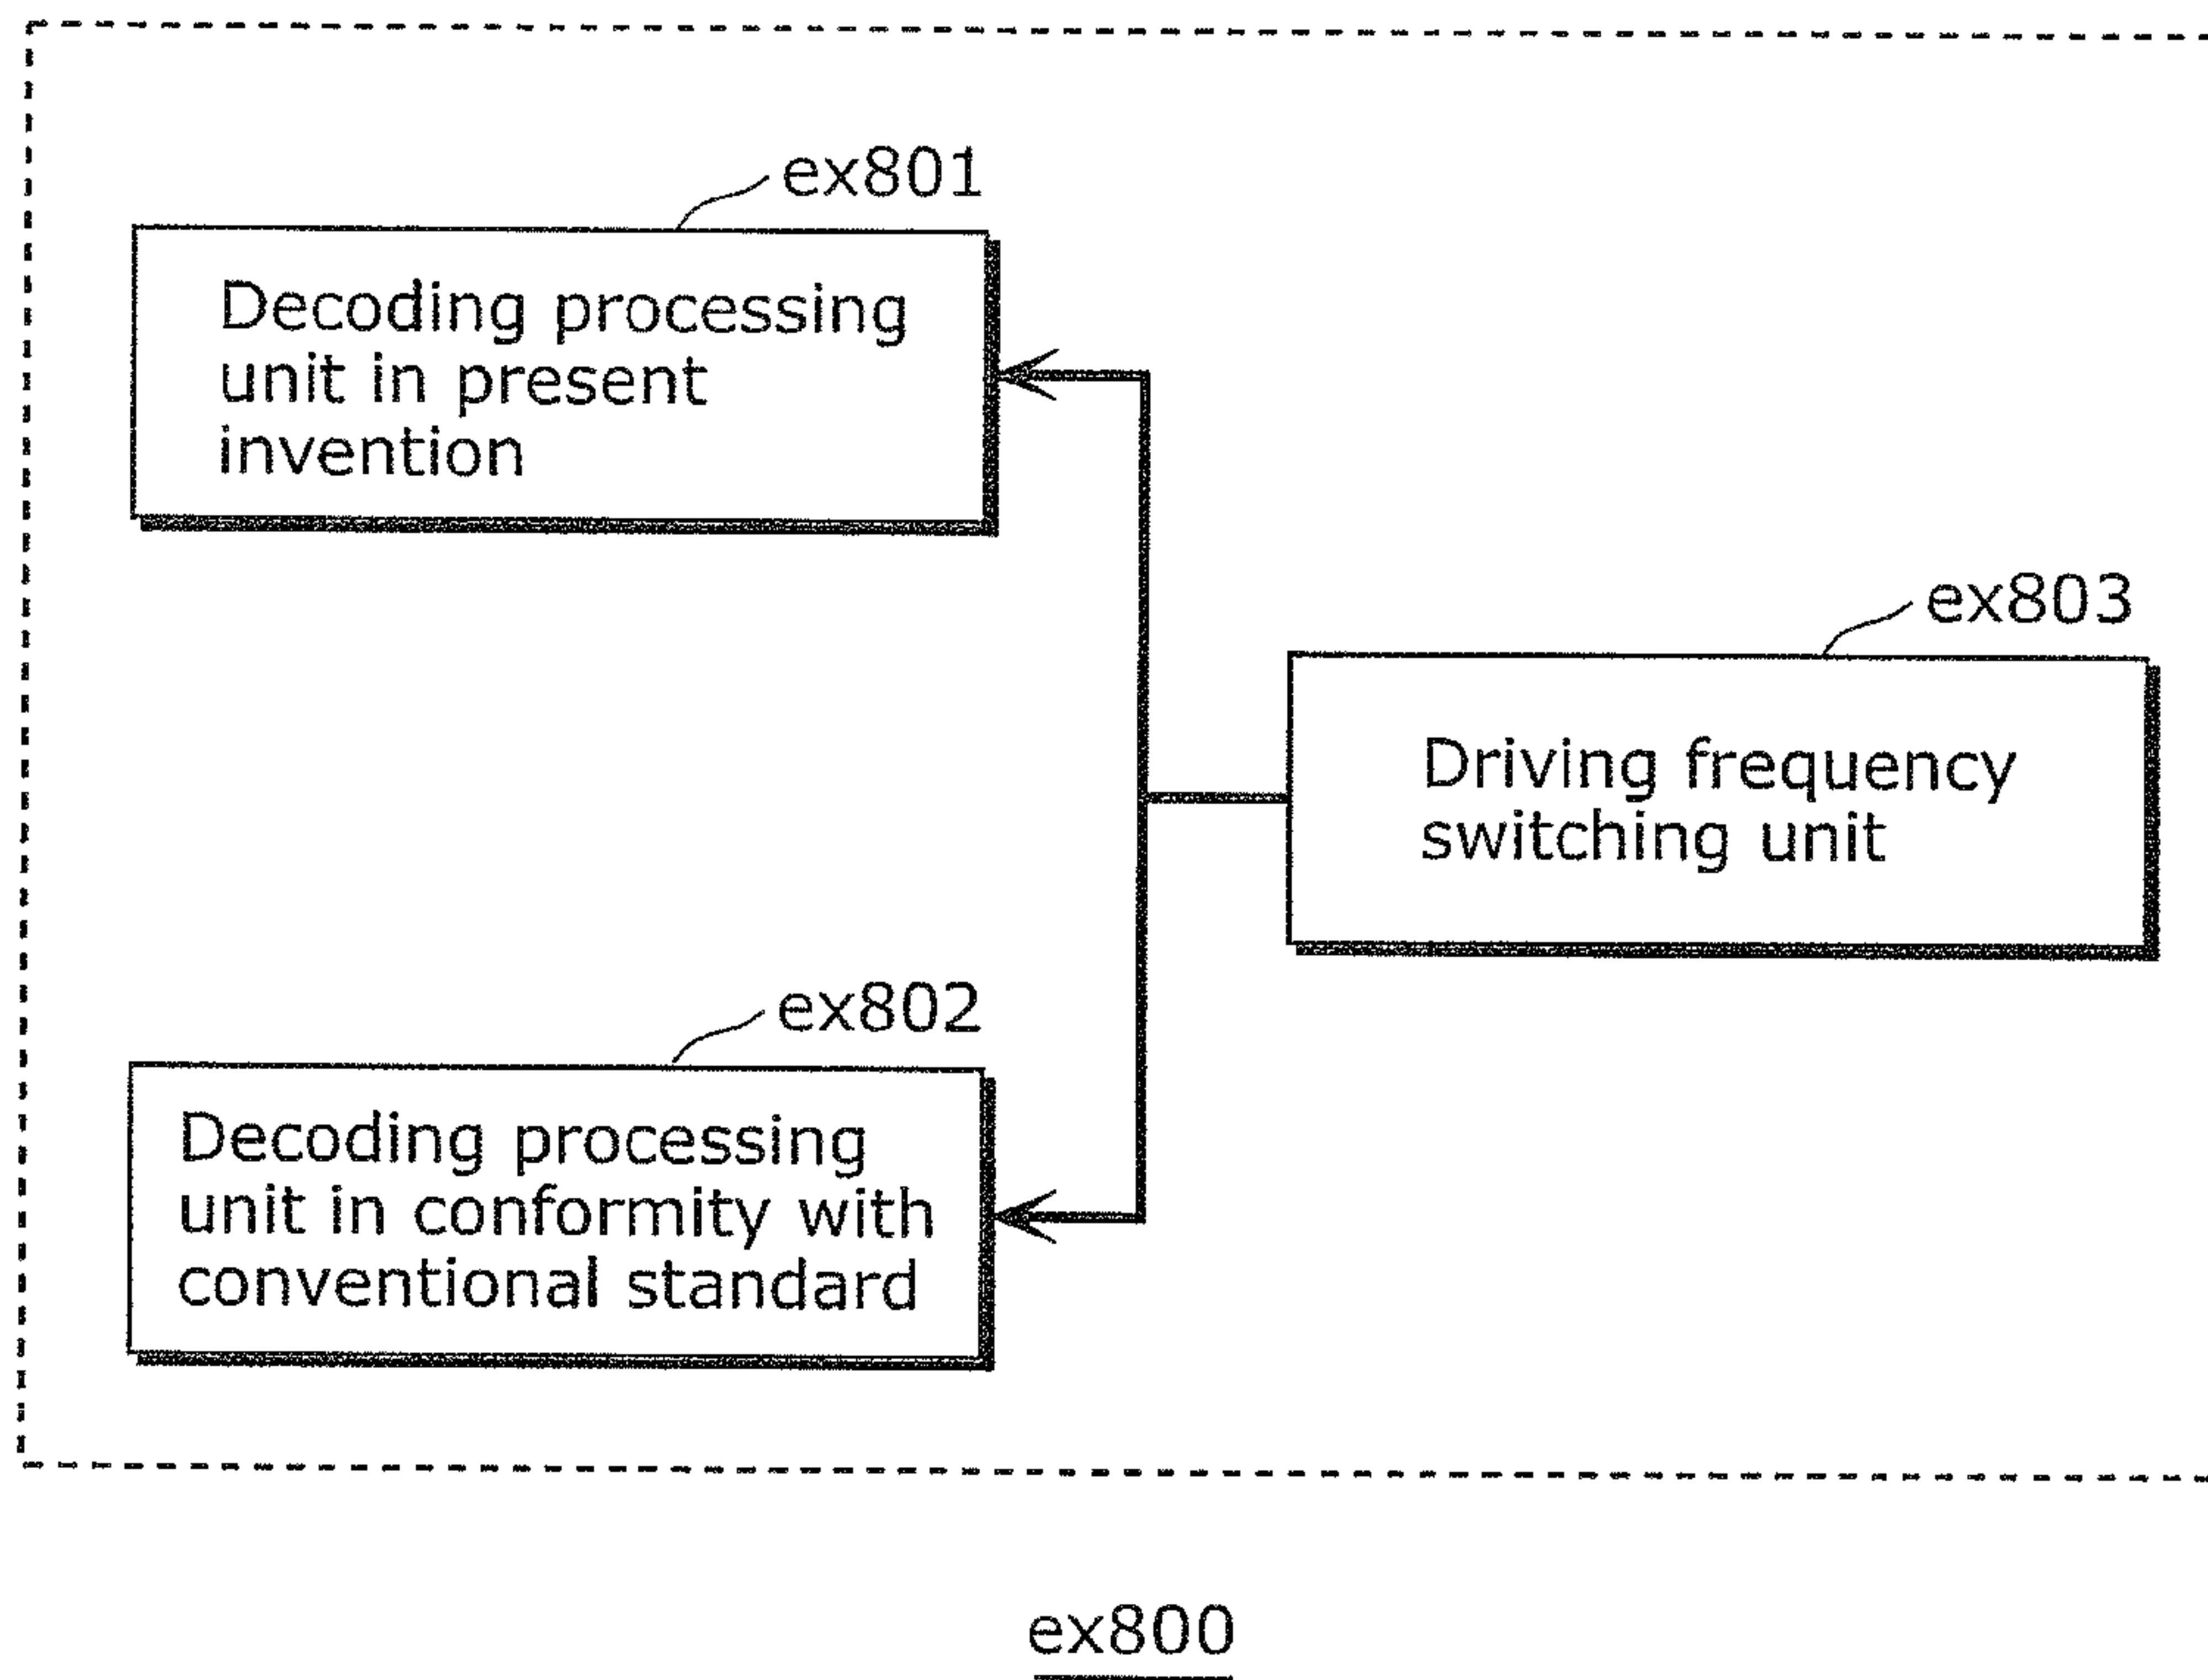 ex801
Decoding processing
unit in present
invention
ex803
Driving frequency
switching unit
ex802
Decoding processing
unit in conformity with
conventional standard
ex800